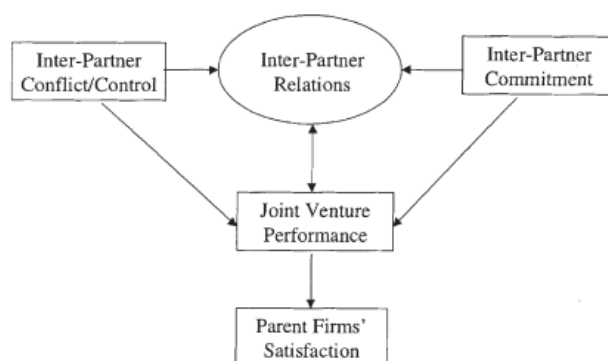 Inter-Partner
Conflict/Control
Inter-Partner
Relations
Inter-Partner
Commitment
Joint Venture
Performance
Parent Firms'
Satisfaction